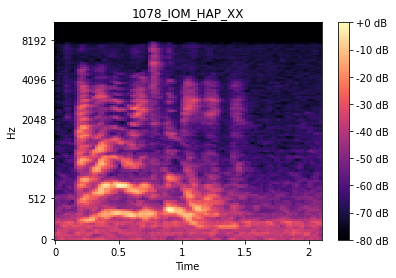 1078_IOM_HAP_XX
+0 dB
8192
-10 dB
4096
-20 dB
-30 dB
2048
Hz
-40 dB
1024
-50 dB
512
-60 dB
-70 dB
0
-80 dB
0 0.5 1 1.5 2
Time